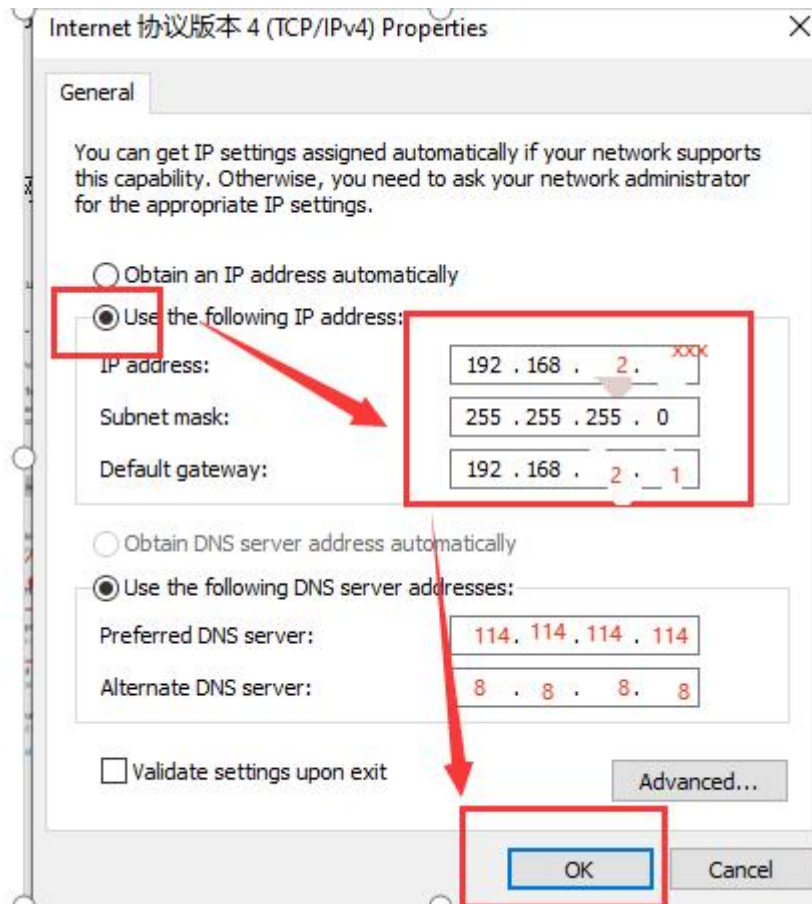 Internet 协议版本 4 (TCP/IPv4) Properties
General
You can get IP settings assigned automatically if your network supports
this capability. Otherwise, you need to ask your network administrator
for the appropriate IP settings.
Obtain an IP address automatically
Use the following IP address:
IP address: 192 . 168 . 2 . xxx
Subnet mask: 255 . 255 . 255 . 0
Default gateway: 192 . 168 . 2 . 1
Obtain DNS server address automatically
Use the following DNS server addresses:
Preferred DNS server: 114 . 114 . 114 . 114
Alternate DNS server: 8 . 8 . 8 . 8
Validate settings upon exit
Advanced...
OK Cancel